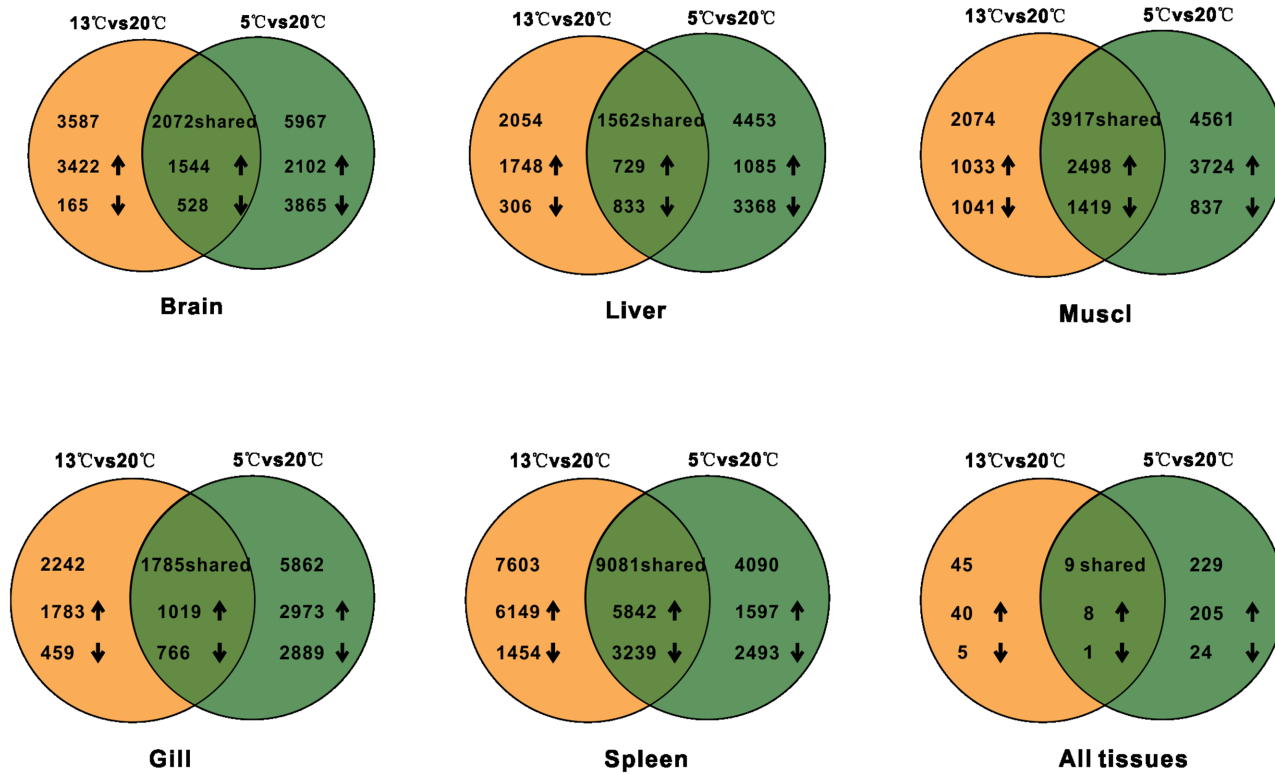 13℃vs20℃ 5℃vs20℃
3587 2072shared 5967
3422 ↑ 1544 ↑ 2102 ↑
165 ↓ 528 ↓ 3865 ↓
Brain
13℃vs20℃ 5℃vs20℃
2054 1562shared 4453
1748 ↑ 729 ↑ 1085 ↑
306 ↓ 833 ↓ 3368 ↓
Liver
13℃vs20℃ 5℃vs20℃
2074 3917shared 4561
1033 ↑ 2498 ↑ 3724 ↑
1041 ↓ 1419 ↓ 837 ↓
Muscl
13℃vs20℃ 5℃vs20℃
2242 1785shared 5862
1783 ↑ 1019 ↑ 2973 ↑
459 ↓ 766 ↓ 2889 ↓
Gill
13℃vs20℃ 5℃vs20℃
7603 9081shared 4090
6149 ↑ 5842 ↑ 1597 ↑
1454 ↓ 3239 ↓ 2493 ↓
Spleen
13℃vs20℃ 5℃vs20℃
45 9 shared 229
40 ↑ 8 ↑ 205 ↑
5 ↓ 1 ↓ 24 ↓
All tissues